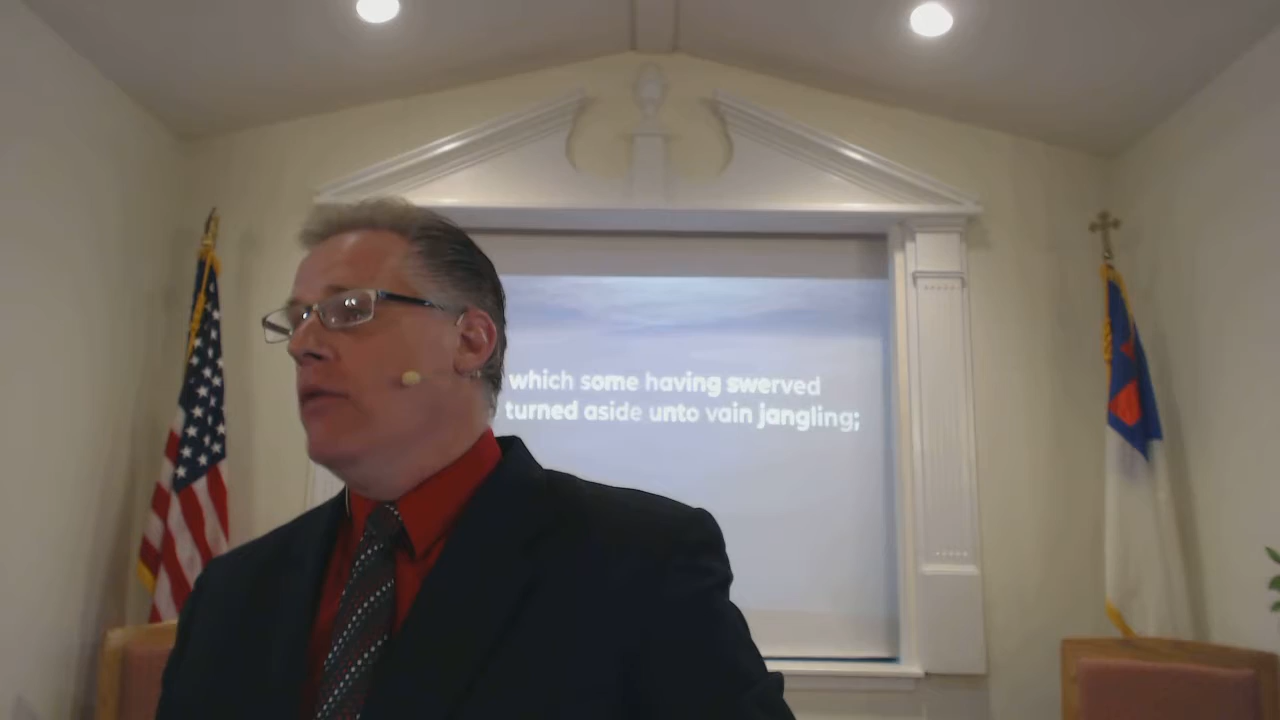 which some having swerved
turned aside unto vain jangling;